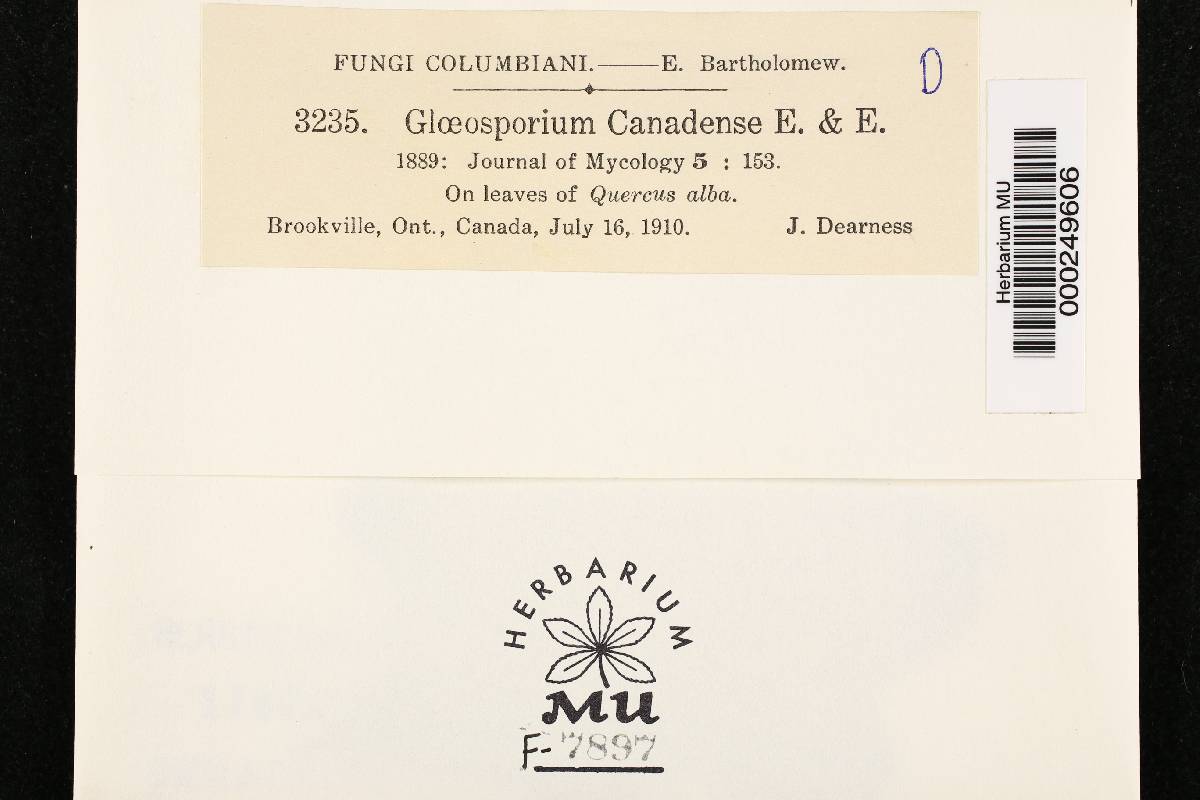 FUNGI COLUMBIANI.——E. Bartholomew.
D
3235. Glœosporium Canadense E. & E.
1889: Journal of Mycology 5 : 153.
On leaves of Quercus alba.
Brookville, Ont., Canada, July 16, 1910. J. Dearness
Herbarium MU
000249606
HERBARIUM
MU
F-7897